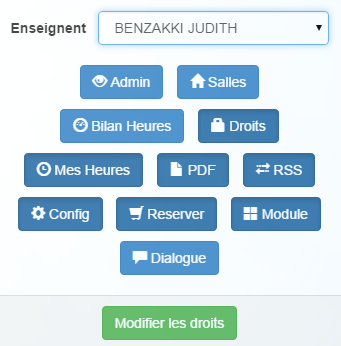 Enseignent BENZAKKI JUDITH
Admin Salles
Bilan Heures Droits
Mes Heures PDF RSS
Config Reserver Module
Dialogue
Modifier les droits